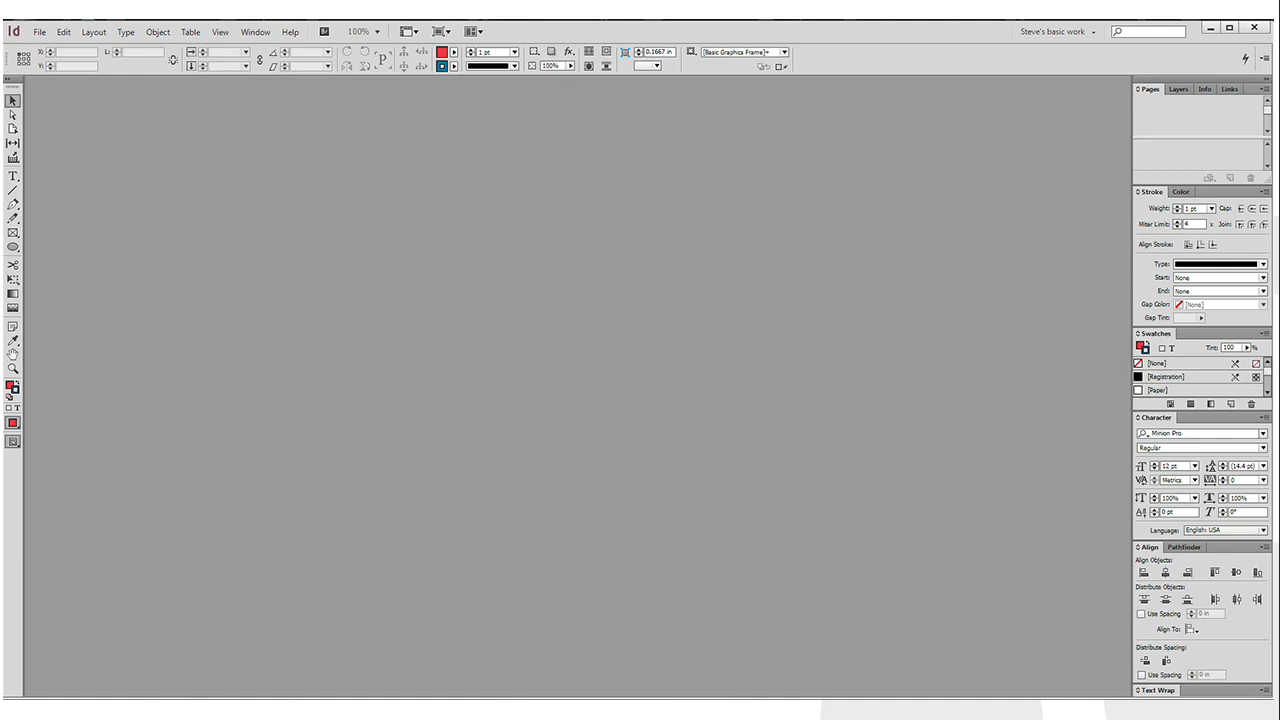 Id File Edit Layout Type Object Table View Window Help Br 100% Steve's basic work
X: L: 1 pt fx. 0.1667 in [Basic Graphics Frame]+
Y: P 100%
Pages Layers Info Links
Stroke Color
Weight: 1 pt Cap:
Miter Limit: 4 x Join:
Align Stroke:
Type:
Start: None
End: None
Gap Color: [None]
Gap Tint:
Swatches
T Tint: 100 %
[None]
[Registration]
[Paper]
Character
Minion Pro
Regular
12 pt (14.4 pt)
Metrics 0
100% 100%
0 pt 0°
Language: English: USA
Align Pathfinder
Align Objects:
Distribute Objects:
Use Spacing 0 in
Align To:
Distribute Spacing:
Use Spacing 0 in
Text Wrap